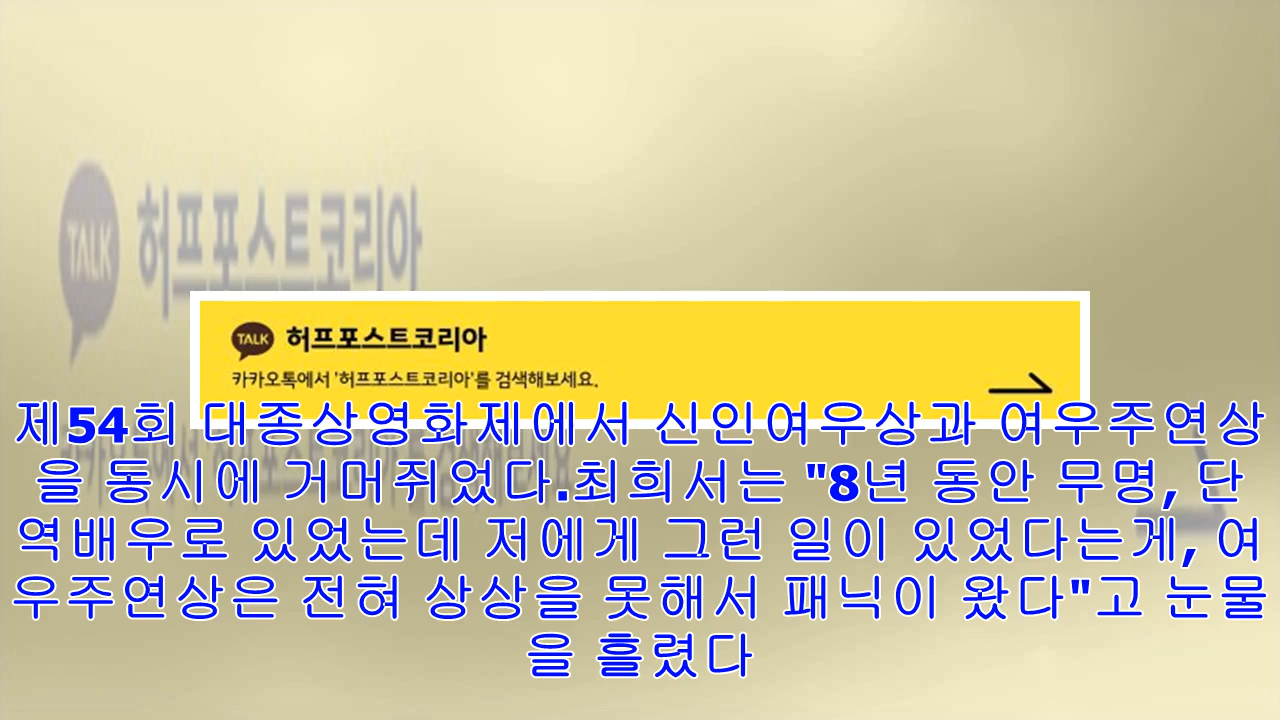 허프포스트코리아
TALK 허프포스트코리아
카카오톡에서 '허프포스트코리아'를 검색해보세요.
제54회 대종상영화제에서 신인여우상과 여우주연상
을 동시에 거머쥐었다.최희서는 "8년 동안 무명, 단
역배우로 있었는데 저에게 그런 일이 있었다는게, 여
우주연상은 전혀 상상을 못해서 패닉이 왔다"고 눈물
을 흘렸다